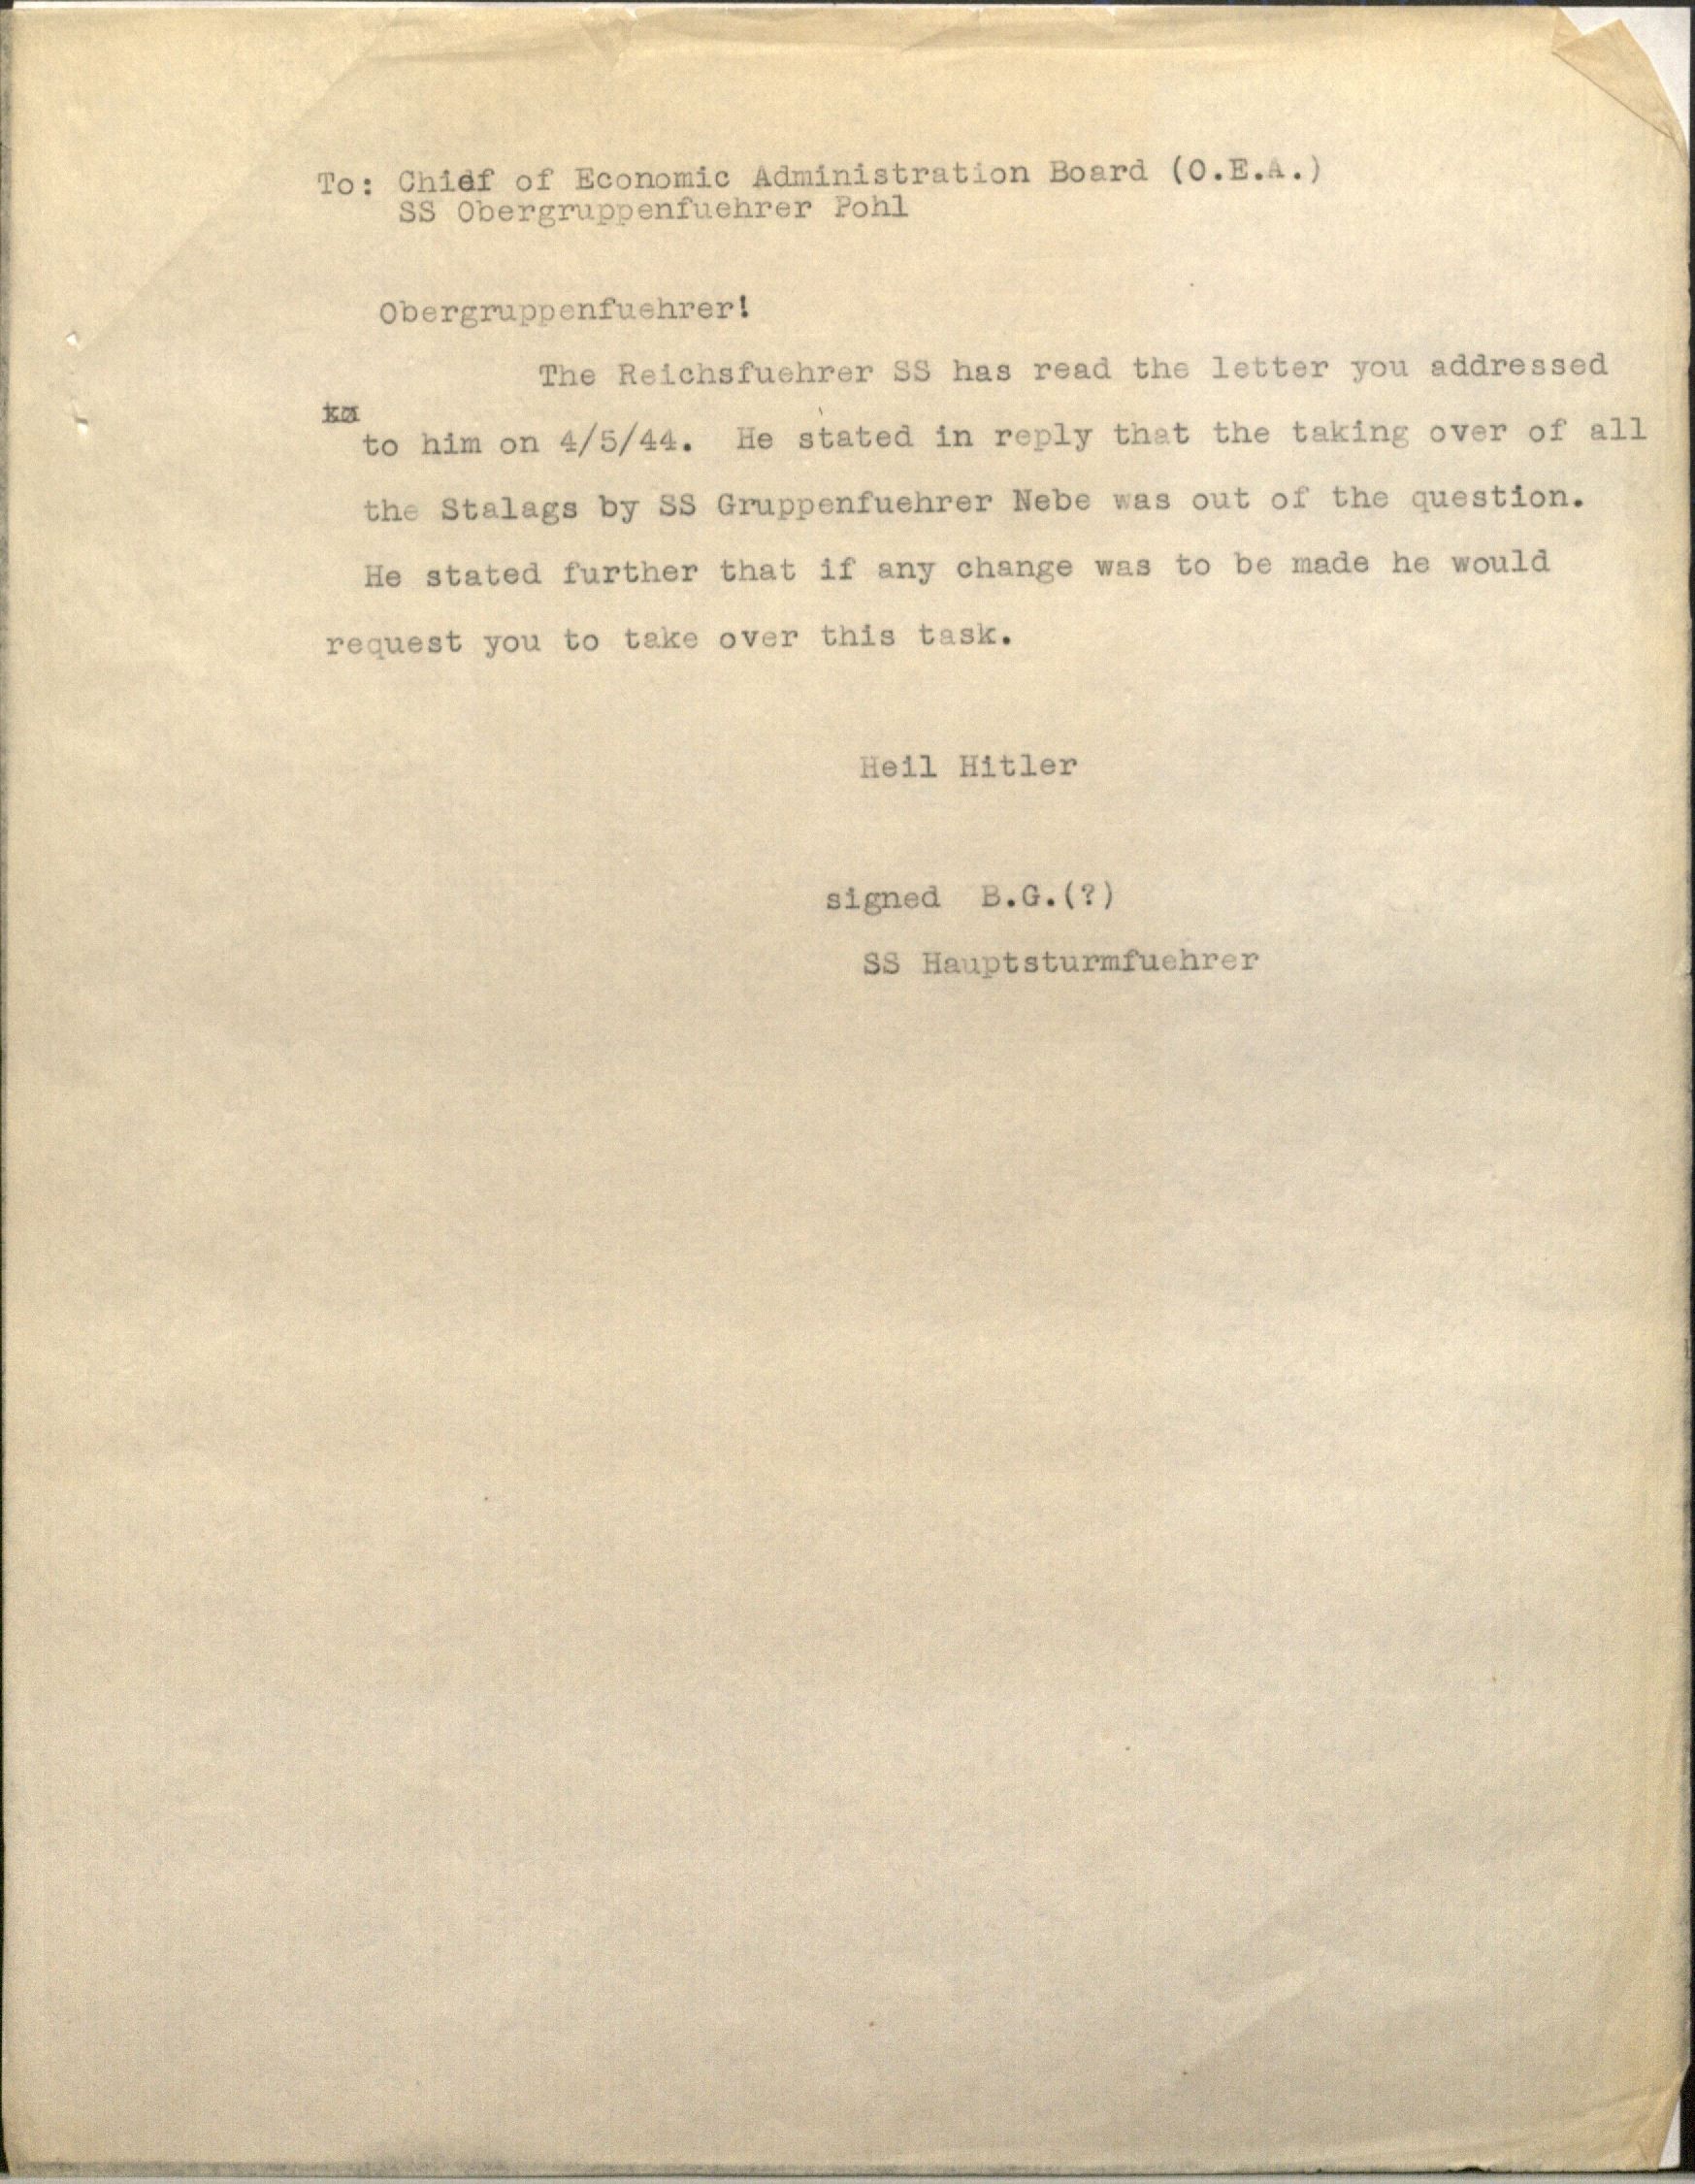 To: Chief of Economic Administration Board (O.E.A.)
SS Obergruppenfuehrer Pohl
Obergruppenfuehrer!
The Reichsfuehrer SS has read the letter you addressed
to him on 4/5/44. He stated in reply that the taking over of all
the Stalags by SS Gruppenfuehrer Nebe was out of the question.
He stated further that if any change was to be made he would
request you to take over this task.
Heil Hitler
signed B.G.(?)
SS Hauptsturmfuehrer